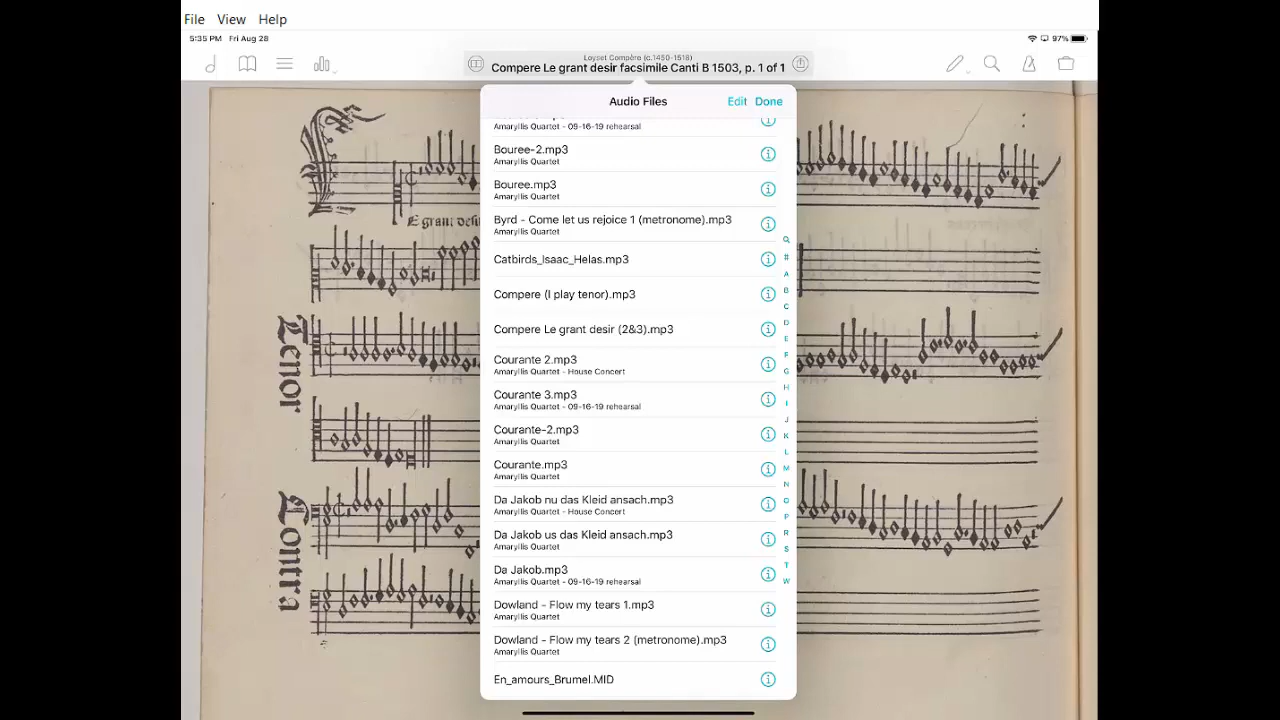 File View Help
5:35 PM Fri Aug 28
97%
Loyset Compère (c.1450-1518)
Compere Le grant desir facsimile Canti B 1503, p. 1 of 1
Audio Files
Edit Done
Amaryllis Quartet - 09-16-19 rehearsal
Bouree-2.mp3
Amaryllis Quartet
Bouree.mp3
Amaryllis Quartet
Byrd - Come let us rejoice 1 (metronome).mp3
Amaryllis Quartet
Catbirds_Isaac_Helas.mp3
Compere (I play tenor).mp3
Compere Le grant desir (2&3).mp3
Courante 2.mp3
Amaryllis Quartet - House Concert
Courante 3.mp3
Amaryllis Quartet - 09-16-19 rehearsal
Courante-2.mp3
Amaryllis Quartet
Courante.mp3
Amaryllis Quartet
Da Jakob nu das Kleid ansach.mp3
Amaryllis Quartet - House Concert
Da Jakob us das Kleid ansach.mp3
Amaryllis Quartet
Da Jakob.mp3
Amaryllis Quartet - 09-16-19 rehearsal
Dowland - Flow my tears 1.mp3
Amaryllis Quartet
Dowland - Flow my tears 2 (metronome).mp3
Amaryllis Quartet
En_amours_Brumel.MID
#
A
B
C
D
E
F
G
H
I
J
K
L
M
N
O
P
R
S
T
W
E grant
Tenor
Contra